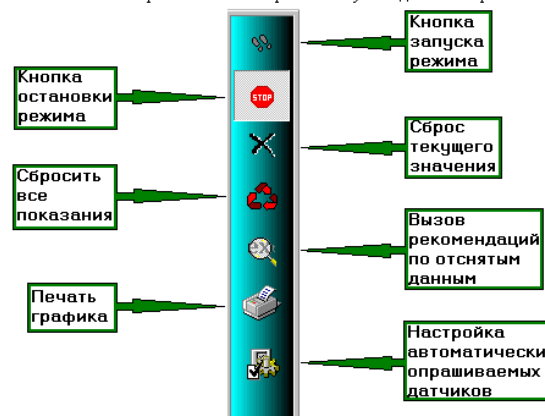 Кнопка
запуска
режима
Кнопка
остановки
режима
STOP
Сброс
текущего
значения
Сбросить
все
показания
Вызов
рекомендаций
по отснятым
данным
Печать
графика
Настройка
автоматически
опрашиваемых
датчиков